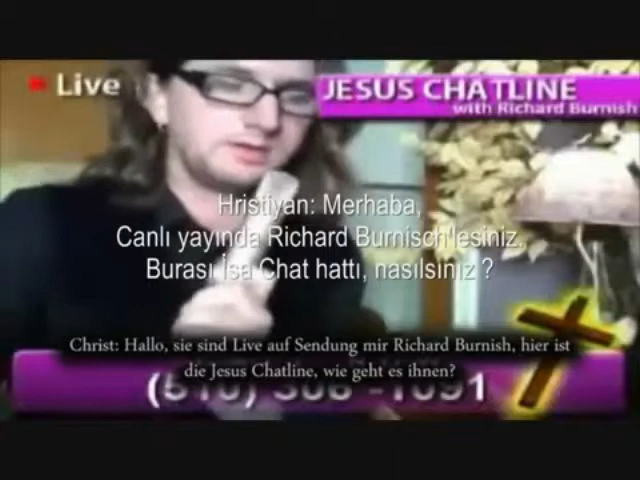 Live
JESUS CHATLINE
with Richard Burnish
Hristiyan: Merhaba,
Canlı yayında Richard Burnisch'lesiniz.
Burası İsa Chat hattı, nasılsınız ?
Christ: Hallo, sie sind Live auf Sendung mir Richard Burnish, hier ist
die Jesus Chatline, wie geht es ihnen?
-1091